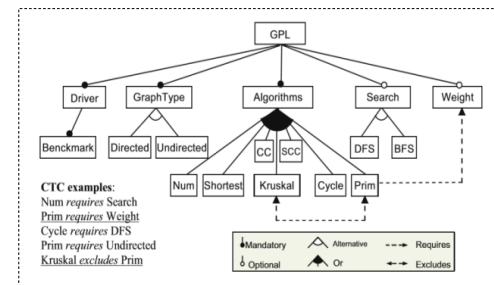 GPL
Driver GraphType Algorithms Search Weight
Benckmark Directed Undirected CC SCC DFS BFS
Num Shortest Kruskal Cycle Prim
CTC examples:
Num requires Search
Prim requires Weight
Cycle requires DFS
Prim requires Undirected
Kruskal excludes Prim
Mandatory Alternative Requires
Optional Or Excludes